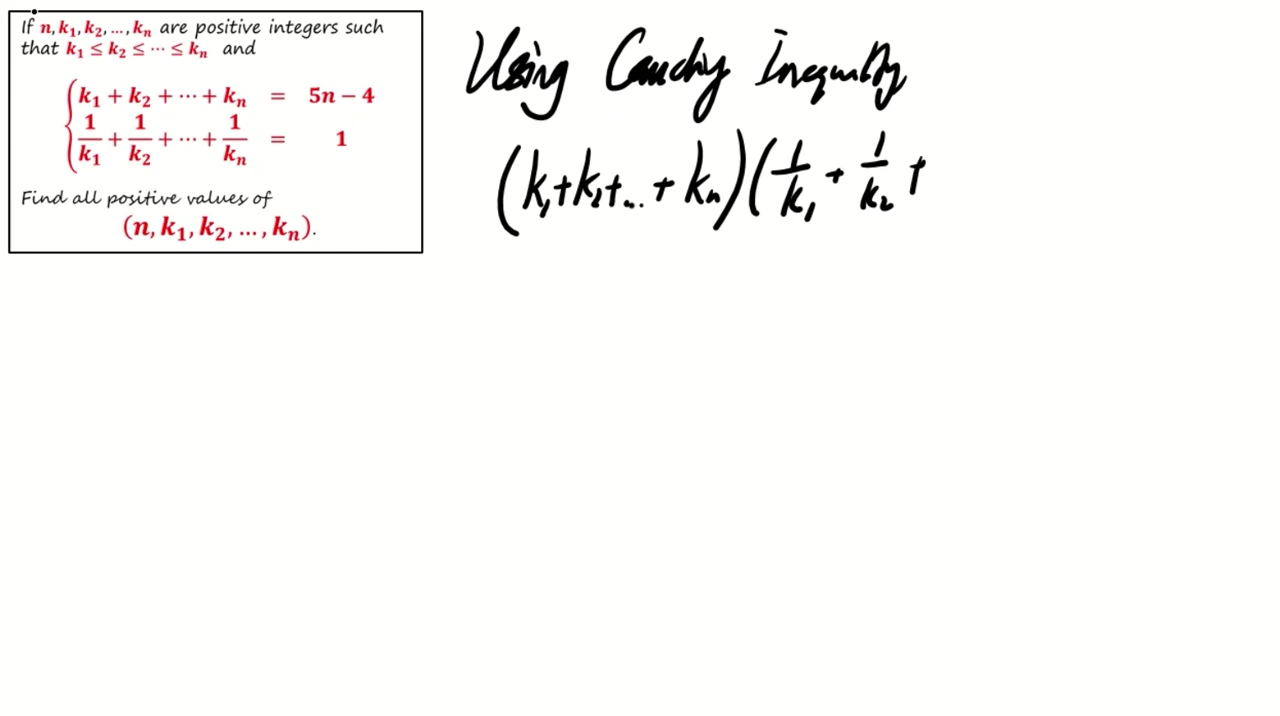 If n, k₁, k₂, ..., kₙ are positive integers such
that k₁ ≤ k₂ ≤ ⋯ ≤ kₙ and
k₁ + k₂ + ⋯ + kₙ = 5n − 4
1/k₁ + 1/k₂ + ⋯ + 1/kₙ = 1
Find all positive values of
(n, k₁, k₂, ..., kₙ).
Using Cauchy Inequality
(k₁+k₂+...+kₙ)(1/k₁ + 1/k₂ +